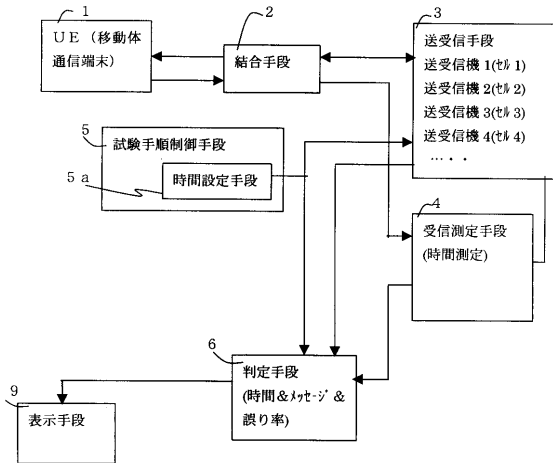 1
UE（移動体
通信端末）
2
結合手段
3
送受信手段
送受信機1(ｾﾙ1)
送受信機2(ｾﾙ2)
送受信機3(ｾﾙ3)
送受信機4(ｾﾙ4)
…・・
5
試験手順制御手段
5a
時間設定手段
4
受信測定手段
(時間測定)
6
判定手段
(時間&ﾒｯｾｰｼﾞ&
誤り率)
9
表示手段